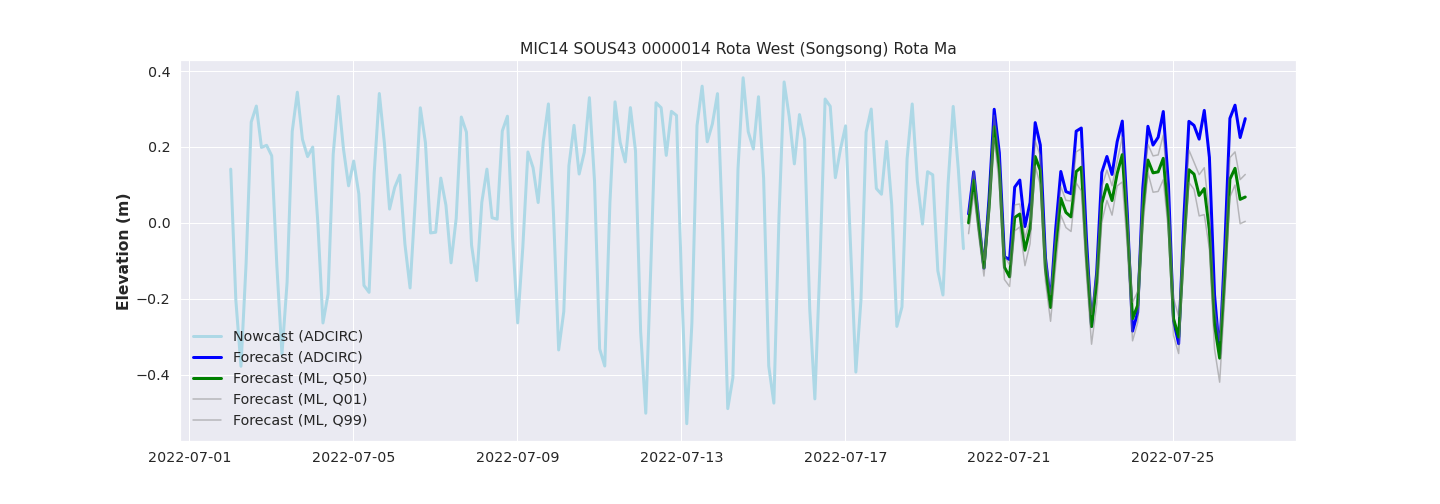 MIC14 SOUS43 0000014 Rota West (Songsong) Rota Ma
Elevation (m)
0.4
0.2
0.0
−0.2
−0.4
Nowcast (ADCIRC)
Forecast (ADCIRC)
Forecast (ML, Q50)
Forecast (ML, Q01)
Forecast (ML, Q99)
2022-07-01 2022-07-05 2022-07-09 2022-07-13 2022-07-17 2022-07-21 2022-07-25